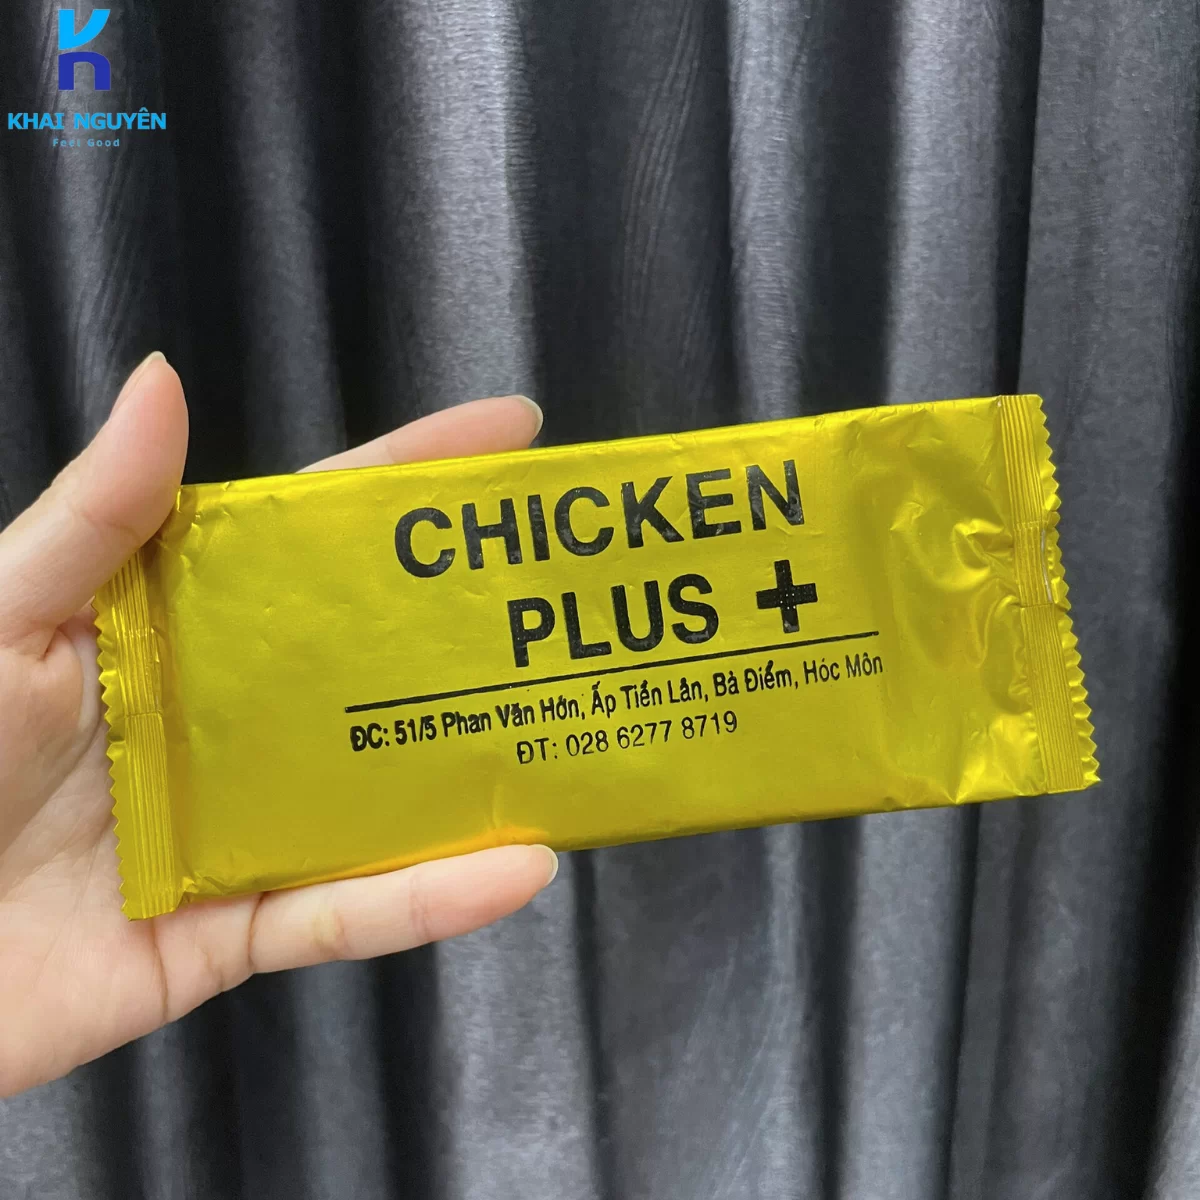 KHAI NGUYÊN
Feel Good
CHICKEN
PLUS +
ĐC: 51/5 Phan Văn Hớn, Ấp Tiền Lân, Bà Điểm, Hóc Môn
ĐT: 028 6277 8719